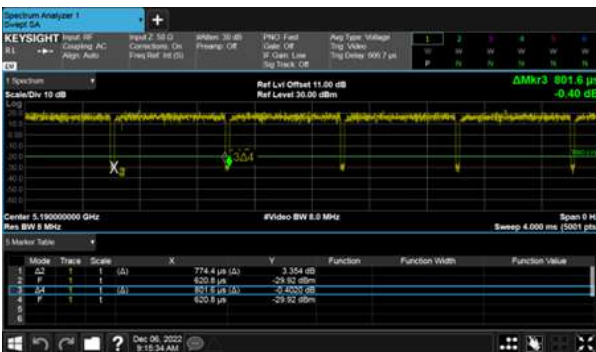 Spectrum Analyzer 1
Swept SA
+
KEYSIGHT Input: RF
R L
Coupling: AC
Align: Auto
Input Z: 50 Ω
Corrections: On
Freq Ref: Int (S)
#Atten: 30 dB
Preamp: Off
PNO: Fast
Gate: Off
IF Gain: Low
Sig Track: Off
Avg Type: Voltage
Trig: Video
1 2 3 4 5 6
W W W W W W
P N N N N N
1 Spectrum
Scale/Div 10 dB
Ref Lvl Offset 11.00 dB
Ref Level 30.00 dBm
ΔMkr3 801.6 µs
-0.40 dB
Log
3Δ4
Center 5.190000000 GHz
Res BW 8 MHz
#Video BW 8.0 MHz
Span 0 Hz
Sweep 4.000 ms (5001 pts)
5 Marker Table
Mode Trace Scale X Y Function Function Width Function Value
1 Δ2 1 t (Δ) 774.4 µs (Δ) 3.354 dB
2 F 1 t 620.8 µs -29.92 dBm
3 Δ4 1 t (Δ) 801.6 µs (Δ) -0.4020 dB
4 F 1 t 620.8 µs -29.92 dBm
5
6
? Dec 06, 2022
9:15:34 AM